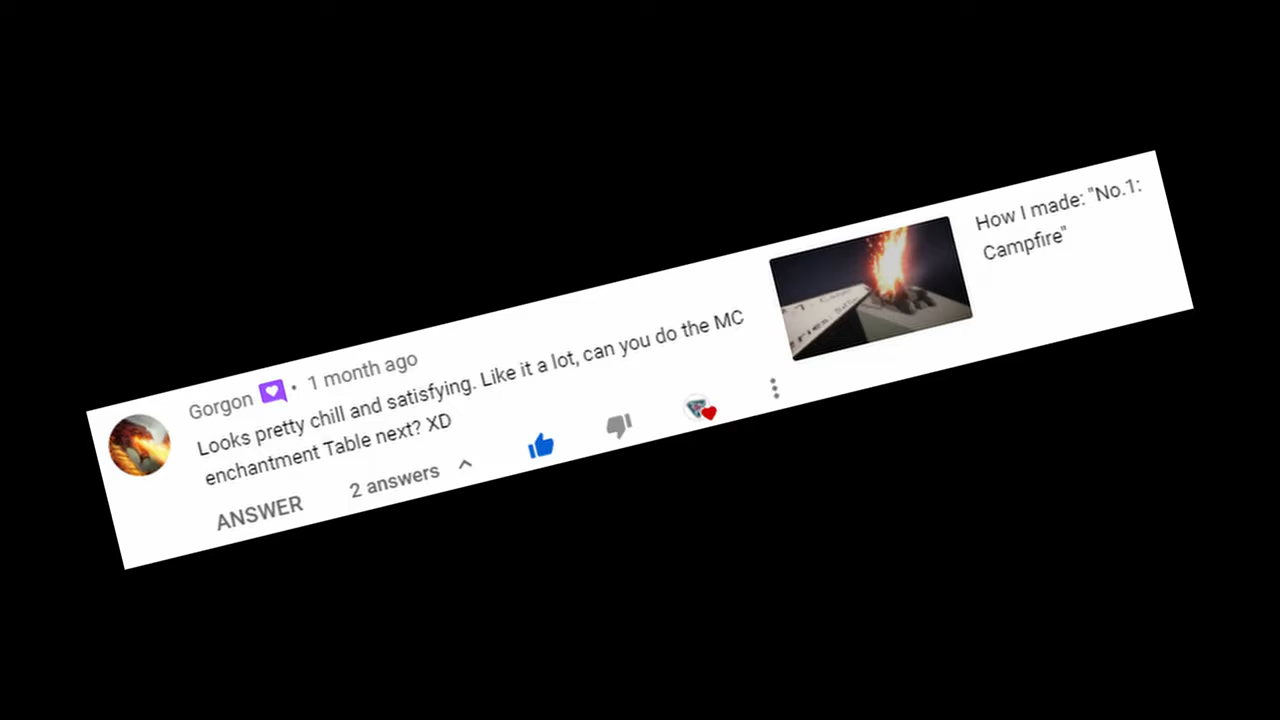 Gorgon • 1 month ago
Looks pretty chill and satisfying. Like it a lot, can you do the MC
enchantment Table next? XD
ANSWER 2 answers
How I made: "No.1:
Campfire"